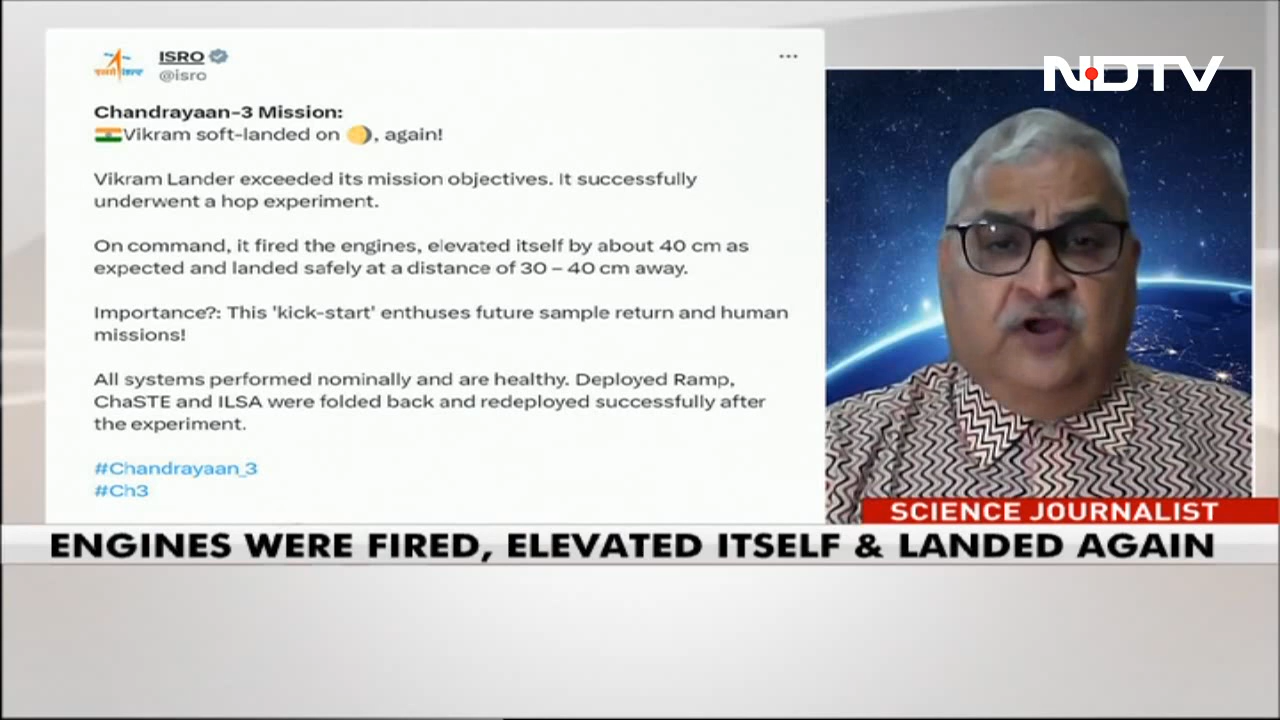 ISRO
@isro
Chandrayaan-3 Mission:
🇮🇳Vikram soft-landed on 🌖, again!
Vikram Lander exceeded its mission objectives. It successfully
underwent a hop experiment.
On command, it fired the engines, elevated itself by about 40 cm as
expected and landed safely at a distance of 30 – 40 cm away.
Importance?: This 'kick-start' enthuses future sample return and human
missions!
All systems performed nominally and are healthy. Deployed Ramp,
ChaSTE and ILSA were folded back and redeployed successfully after
the experiment.
#Chandrayaan_3
#Ch3
NDTV
SCIENCE JOURNALIST
ENGINES WERE FIRED, ELEVATED ITSELF & LANDED AGAIN